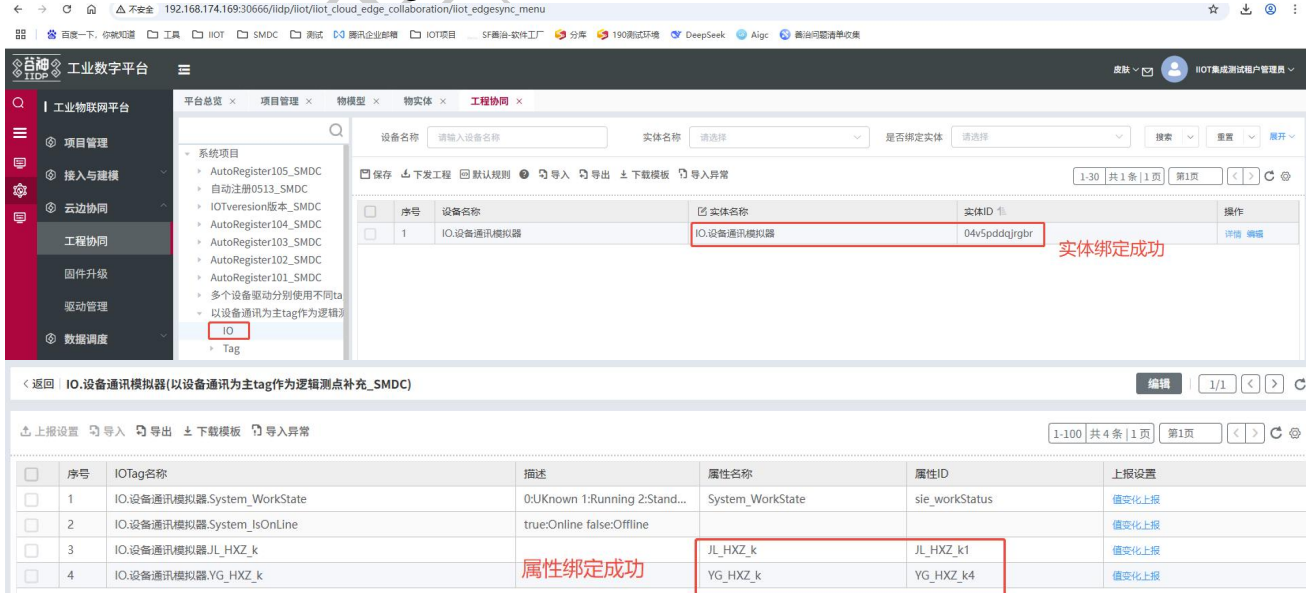 不安全 192.168.174.169:30666/iidp/iiot/iiot_cloud_edge_collaboration/iiot_edgesync_menu
百度一下，你就知道 工具 IIOT SMDC 测试 腾讯企业邮箱 IOT项目 SF善治-软件工厂 分库 190测试环境 DeepSeek Aigc 善治问题清单收集
谷神 IIDP 工业数字平台 皮肤 IIOT集成测试租户管理员
工业物联网平台
项目管理
接入与建模
云边协同
工程协同
固件升级
驱动管理
数据调度
平台总览 × 项目管理 × 物模型 × 物实体 × 工程协同 ×
系统项目
AutoRegister105_SMDC
自动注册0513_SMDC
IOTveresion版本_SMDC
AutoRegister104_SMDC
AutoRegister103_SMDC
AutoRegister102_SMDC
AutoRegister101_SMDC
多个设备驱动分别使用不同ta
以设备通讯为主tag作为逻辑测
IO
Tag
设备名称 请输入设备名称 实体名称 请选择 是否绑定实体 请选择 搜索 重置 展开
保存 下发工程 默认规则 导入 导出 下载模板 导入异常 1-30 共1条|1页 第1页
序号 设备名称 实体名称 实体ID 操作
1 IO.设备通讯模拟器 IO.设备通讯模拟器 04v5pddqjrgbr 详情 编辑
实体绑定成功
返回 IO.设备通讯模拟器(以设备通讯为主tag作为逻辑测点补充_SMDC) 编辑 1/1
上报设置 导入 导出 下载模板 导入异常 1-100 共4条|1页 第1页
序号 IOTag名称 描述 属性名称 属性ID 上报设置
1 IO.设备通讯模拟器.System_WorkState 0:UKnown 1:Running 2:Stand... System_WorkState sie_workStatus 值变化上报
2 IO.设备通讯模拟器.System_IsOnLine true:Online false:Offline 值变化上报
3 IO.设备通讯模拟器.JL_HXZ_k JL_HXZ_k JL_HXZ_k1 值变化上报
4 IO.设备通讯模拟器.YG_HXZ_k YG_HXZ_k YG_HXZ_k4 值变化上报
属性绑定成功